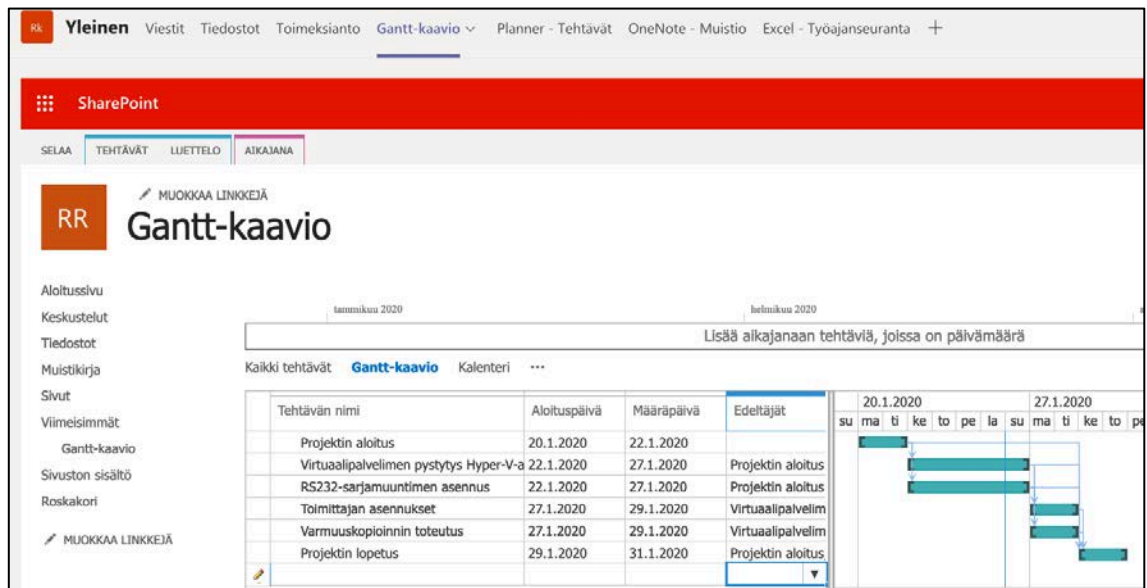 Rk Yleinen Viestit Tiedostot Toimeksianto Gantt-kaavio Planner - Tehtävät OneNote - Muistio Excel - Työajanseuranta +
SharePoint
SELAA TEHTÄVÄT LUETTELO AIKAJANA
RR
MUOKKAA LINKKEJÄ
Gantt-kaavio
Aloitussivu
Keskustelut
Tiedostot
Muistikirja
Sivut
Viimeisimmät
Gantt-kaavio
Sivuston sisältö
Roskakori
MUOKKAA LINKKEJÄ
tammikuu 2020 helmikuu 2020
Lisää aikajanaan tehtäviä, joissa on päivämäärä
Kaikki tehtävät Gantt-kaavio Kalenteri ···
Tehtävän nimi Aloituspäivä Määräpäivä Edeltäjät
20.1.2020 27.1.2020
su ma ti ke to pe la su ma ti ke to pe
Projektin aloitus 20.1.2020 22.1.2020
Virtuaalipalvelimen pystytys Hyper-V-a 22.1.2020 27.1.2020 Projektin aloitus
RS232-sarjamuuntimen asennus 22.1.2020 27.1.2020 Projektin aloitus
Toimittajan asennukset 27.1.2020 29.1.2020 Virtuaalipalvelim
Varmuuskopioinnin toteutus 27.1.2020 29.1.2020 Virtuaalipalvelim
Projektin lopetus 29.1.2020 31.1.2020 Projektin aloitus